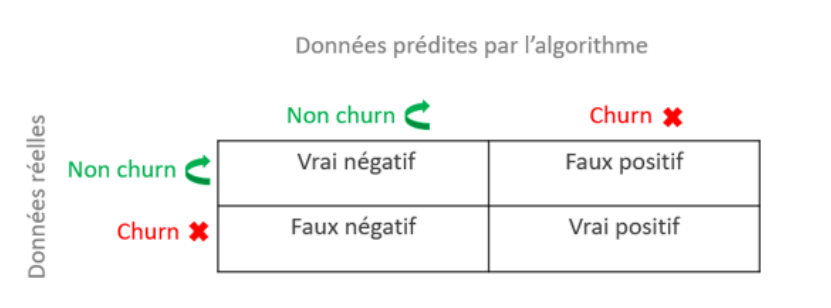 Données prédites par l'algorithme
Non churn
Churn
Données réelles
Non churn
Vrai négatif
Faux positif
Churn
Faux négatif
Vrai positif